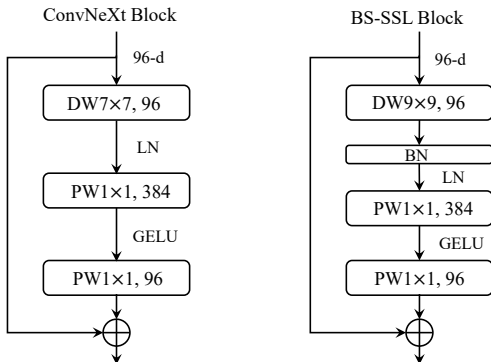 ConvNeXt Block
96-d
DW7×7, 96
LN
PW1×1, 384
GELU
PW1×1, 96
BS-SSL Block
96-d
DW9×9, 96
BN
LN
PW1×1, 384
GELU
PW1×1, 96